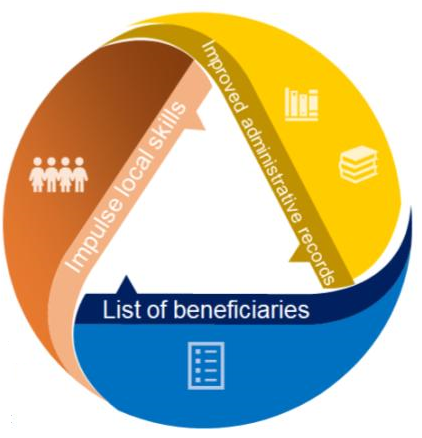 Impulse local skills
Improved administrative records
List of beneficiaries